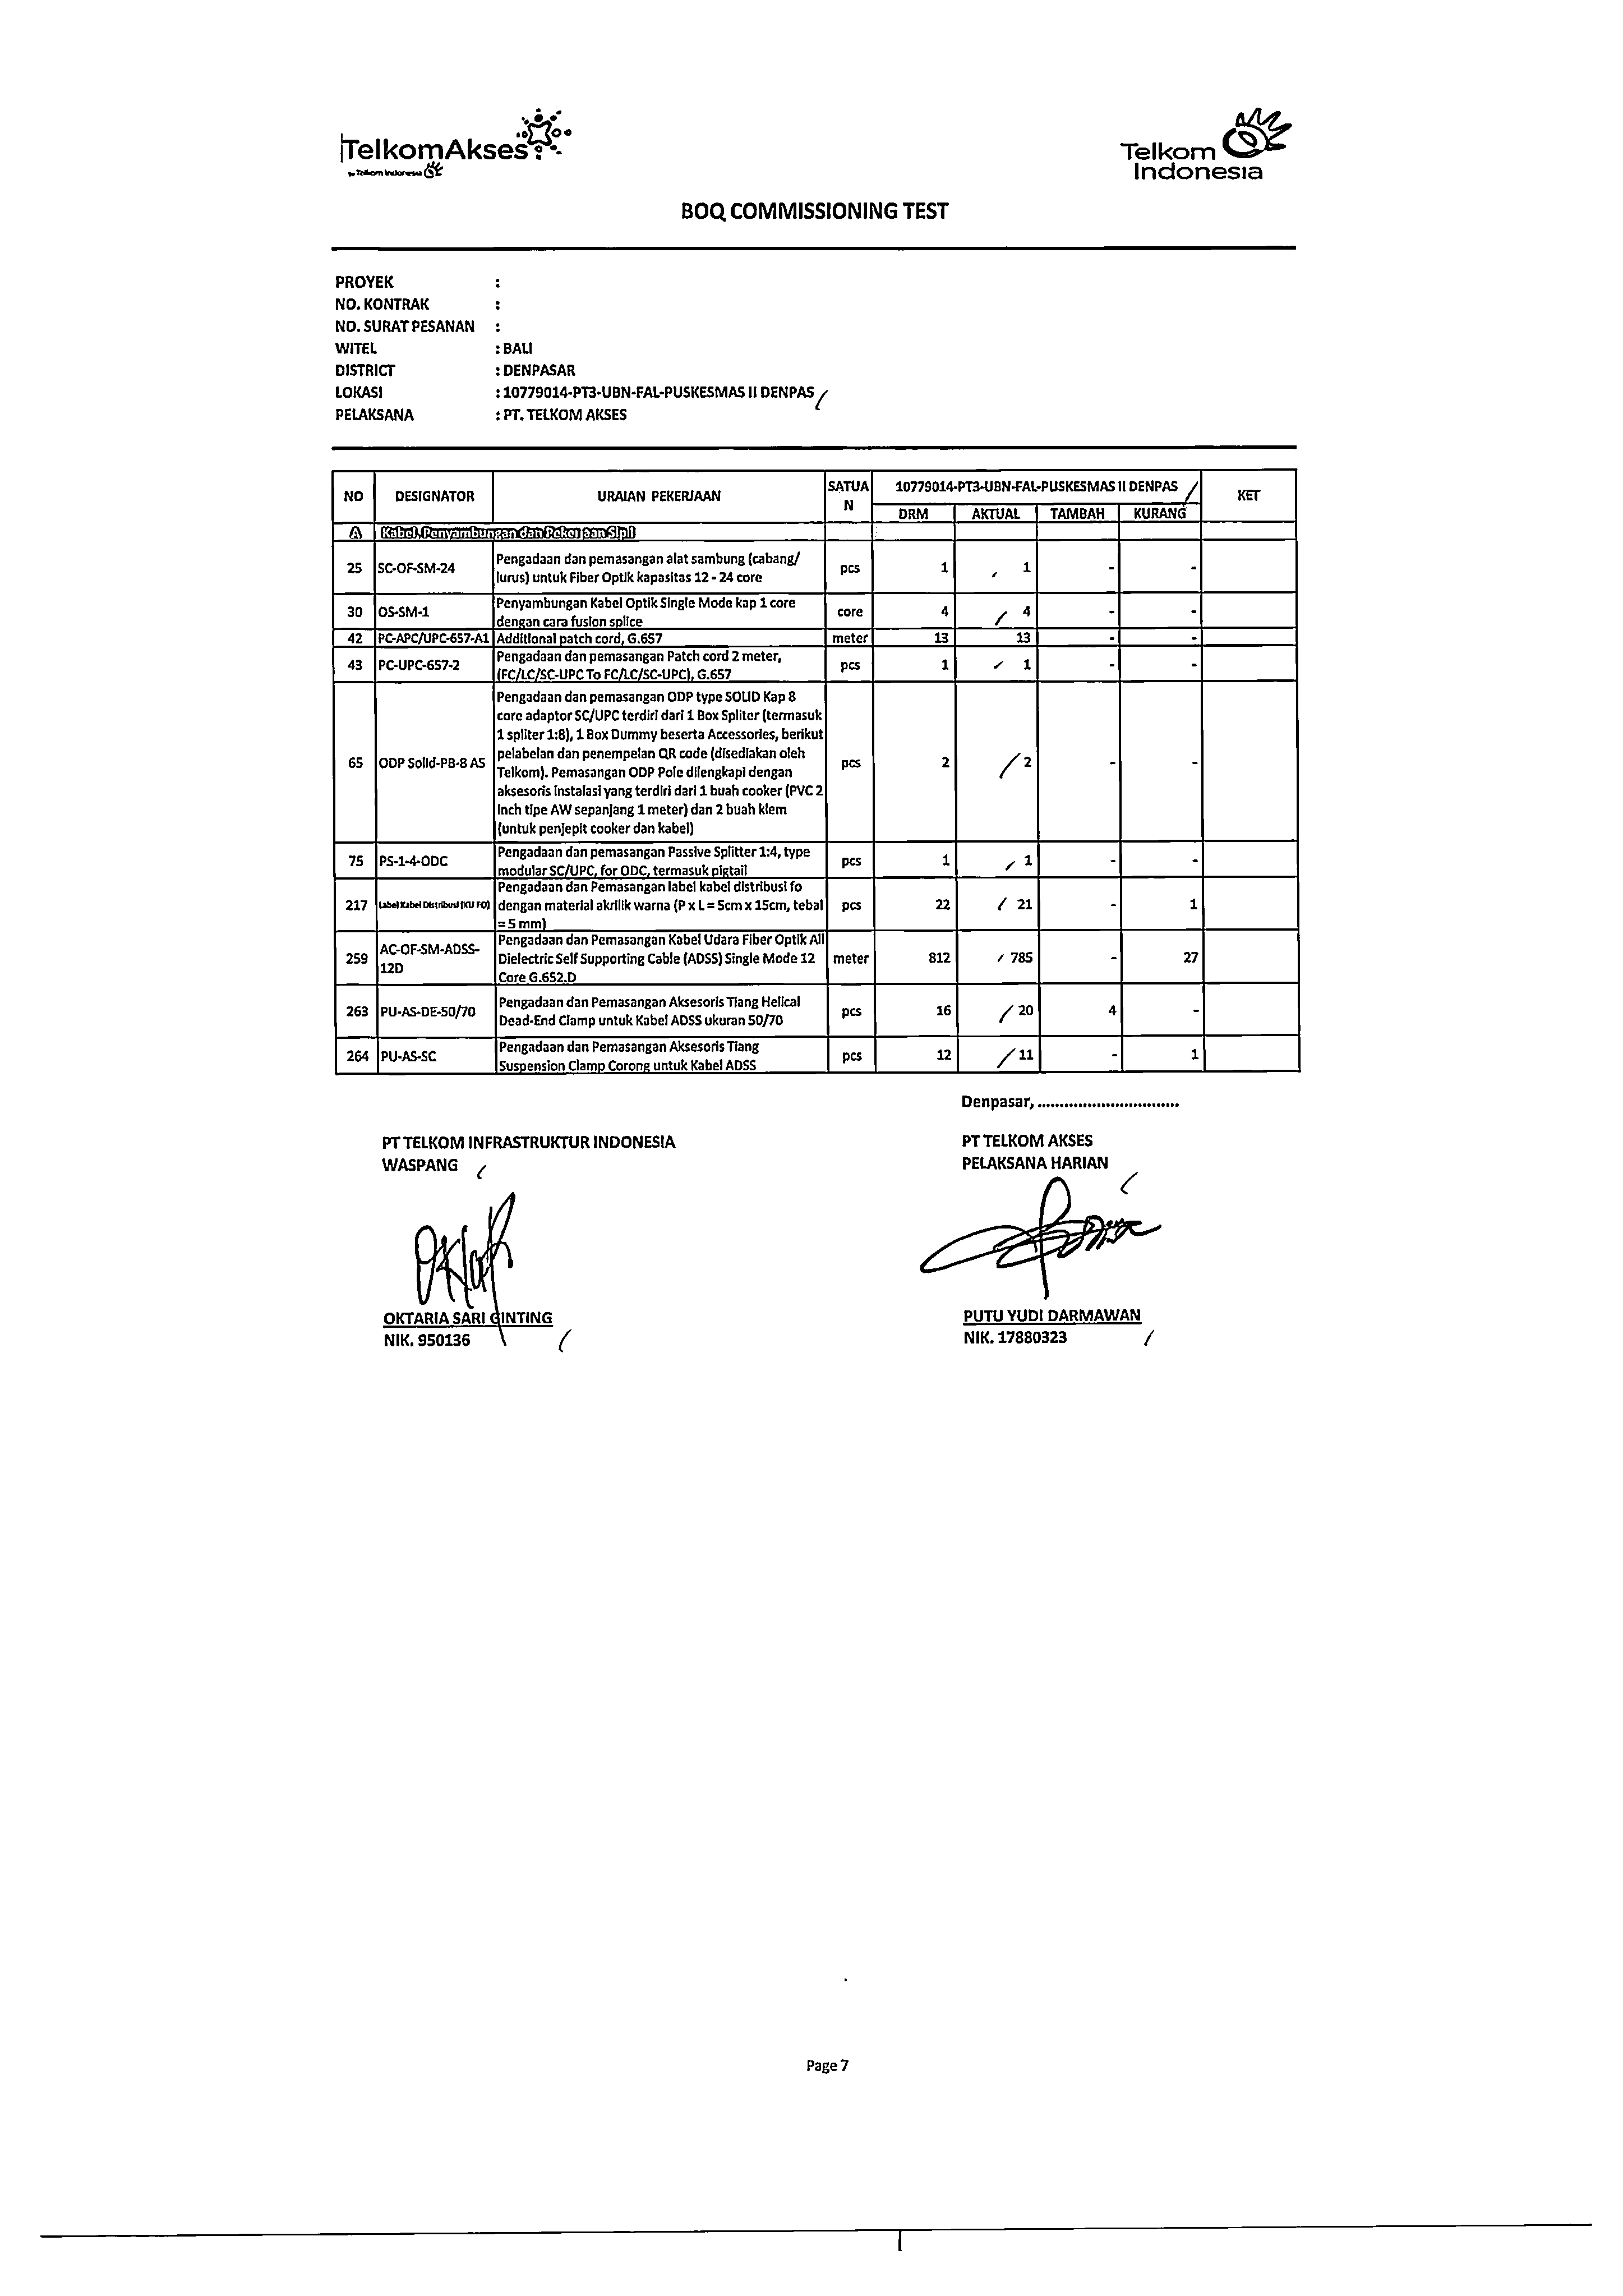 TelkomAkses
by Telkom Indonesia
Telkom
Indonesia
BOQ COMMISSIONING TEST
PROYEK :
NO. KONTRAK :
NO. SURAT PESANAN :
WITEL : BALI
DISTRICT : DENPASAR
LOKASI : 10779014-PT3-UBN-FAL-PUSKESMAS II DENPAS
PELAKSANA : PT. TELKOM AKSES
NO DESIGNATOR URAIAN PEKERJAAN SATUAN 10779014-PT3-UBN-FAL-PUSKESMAS II DENPAS KET
DRM AKTUAL TAMBAH KURANG
A Kabel, Penyambungan dan Pekerjaan Sipil
25 SC-OF-SM-24 Pengadaan dan pemasangan alat sambung (cabang/
lurus) untuk Fiber Optik kapasitas 12 - 24 core pcs 1 1 - -
30 OS-SM-1 Penyambungan Kabel Optik Single Mode kap 1 core
dengan cara fusion splice core 4 4 - -
42 PC-APC/UPC-657-A1 Additional patch cord, G.657 meter 13 13 - -
43 PC-UPC-657-2 Pengadaan dan pemasangan Patch cord 2 meter,
(FC/LC/SC-UPC To FC/LC/SC-UPC), G.657 pcs 1 1 - -
Pengadaan dan pemasangan ODP type SOLID Kap 8
core adaptor SC/UPC terdiri dari 1 Box Spliter (termasuk
1 spliter 1:8), 1 Box Dummy beserta Accessories, berikut
pelabelan dan penempelan QR code (disediakan oleh
65 ODP Solid-PB-8 AS Telkom). Pemasangan ODP Pole dilengkapi dengan pcs 2 2 - -
aksesoris instalasi yang terdiri dari 1 buah cooker (PVC 2
inch tipe AW sepanjang 1 meter) dan 2 buah klem
(untuk penjepit cooker dan kabel)
75 PS-1-4-ODC Pengadaan dan pemasangan Passive Splitter 1:4, type
modular SC/UPC, for ODC, termasuk pigtail pcs 1 1 - -
Pengadaan dan Pemasangan label kabel distribusi fo
217 Label Kabel Distribusi (KU FO) dengan material akrilik warna (P x L = 5cm x 15cm, tebal pcs 22 21 - 1
= 5 mm)
Pengadaan dan Pemasangan Kabel Udara Fiber Optik All
259 AC-OF-SM-ADSS-12D Dielectric Self Supporting Cable (ADSS) Single Mode 12 meter 812 785 - 27
Core G.652.D
263 PU-AS-DE-50/70 Pengadaan dan Pemasangan Aksesoris Tiang Helical
Dead-End Clamp untuk Kabel ADSS ukuran 50/70 pcs 16 20 4 -
264 PU-AS-SC Pengadaan dan Pemasangan Aksesoris Tiang
Suspension Clamp Corong untuk Kabel ADSS pcs 12 11 - 1
Denpasar, ................................
PT TELKOM INFRASTRUKTUR INDONESIA
WASPANG
PT TELKOM AKSES
PELAKSANA HARIAN
OKTARIA SARI GINTING
NIK. 950136
PUTU YUDI DARMAWAN
NIK. 17880323
Page 7